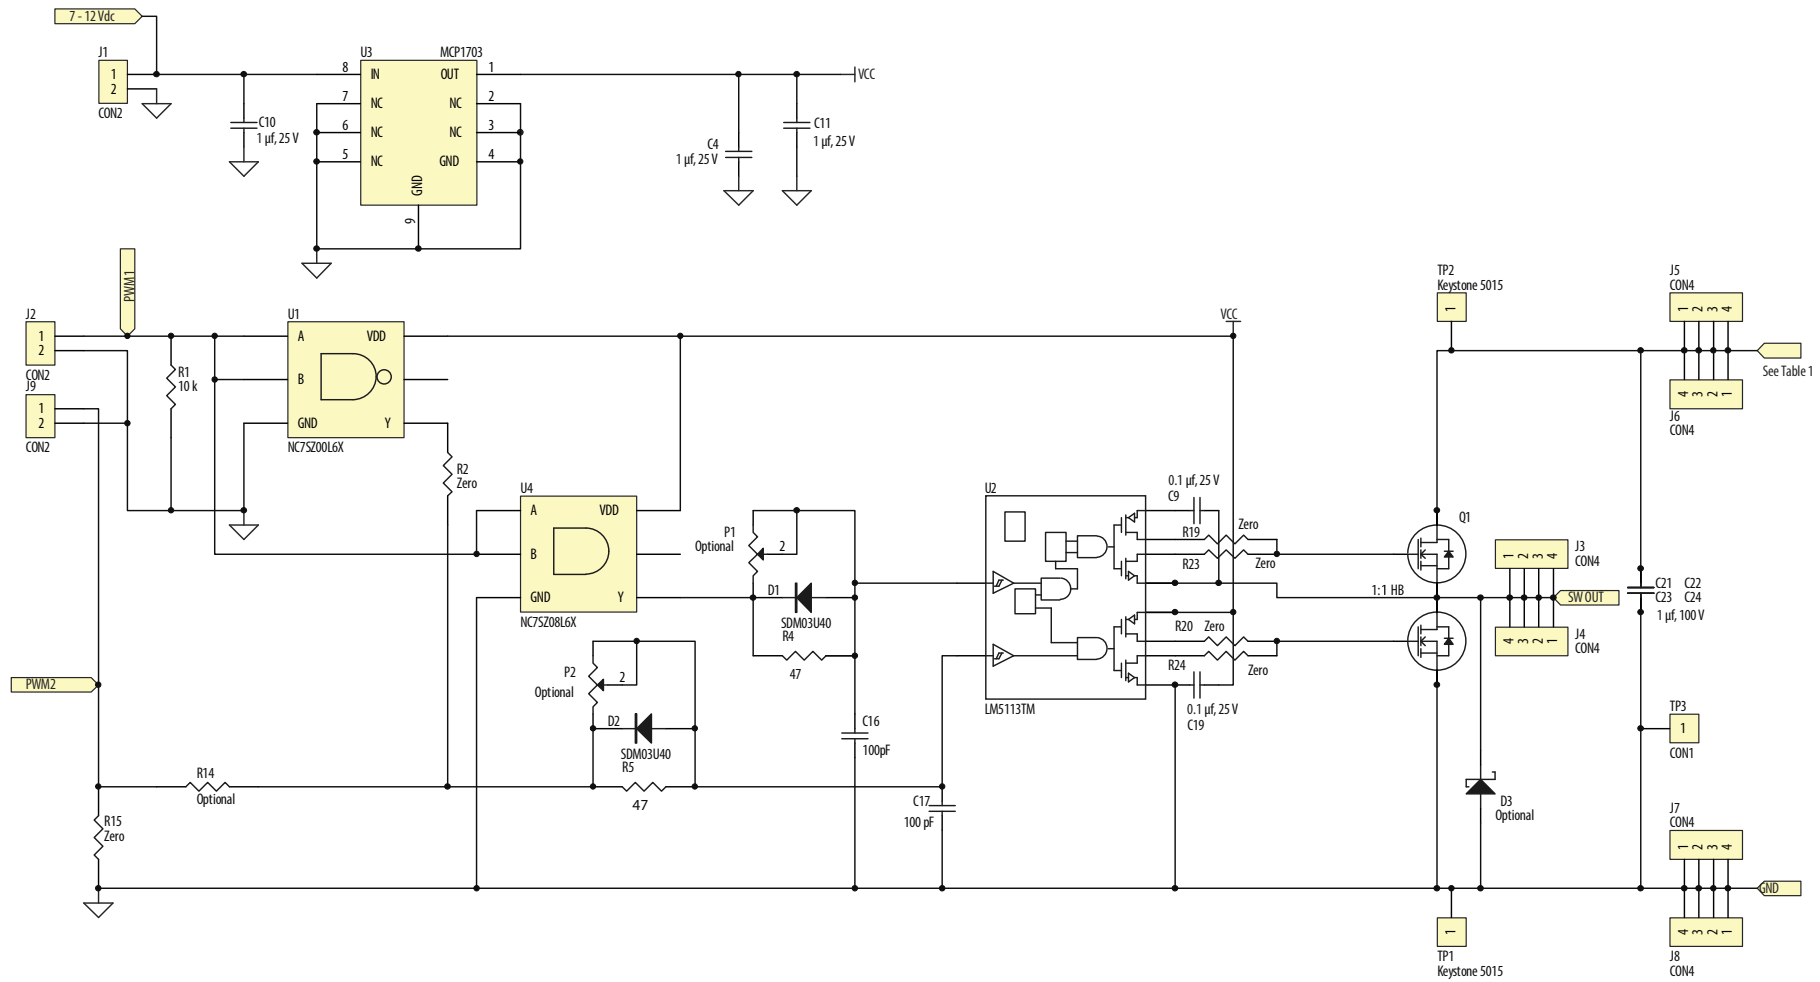 7 - 12 Vdc
J1
1
2
CON2
C10
1 µf, 25 V
U3
MCP1703
8
IN
OUT
1
7
NC
NC
2
6
NC
NC
3
5
NC
GND
4
GND
9
C4
1 µf, 25 V
C11
1 µf, 25 V
VCC
PWM1
J2
1
2
CON2
J9
1
2
CON2
R1
10 k
U1
A
VDD
B
GND
Y
NC7SZ00L6X
R2
Zero
U4
A
VDD
B
GND
Y
NC7SZ08L6X
P1
Optional
2
D1
SDM03U40
R4
47
P2
Optional
2
D2
SDM03U40
R5
47
C16
100pF
C17
100 pF
PWM2
R14
Optional
R15
Zero
VCC
U2
LM5113TM
0.1 µf, 25 V
C9
R19
Zero
R23
Zero
R20
Zero
R24
Zero
0.1 µf, 25 V
C19
1:1 HB
Q1
TP2
Keystone 5015
1
J5
CON4
1 2 3 4
See Table 1
4 3 2 1
J6
CON4
J3
CON4
1 2 3 4
SW OUT
4 3 2 1
J4
CON4
C21 C22
C23 C24
1 µf, 100 V
TP3
1
CON1
D3
Optional
J7
CON4
1 2 3 4
GND
4 3 2 1
J8
CON4
1
TP1
Keystone 5015